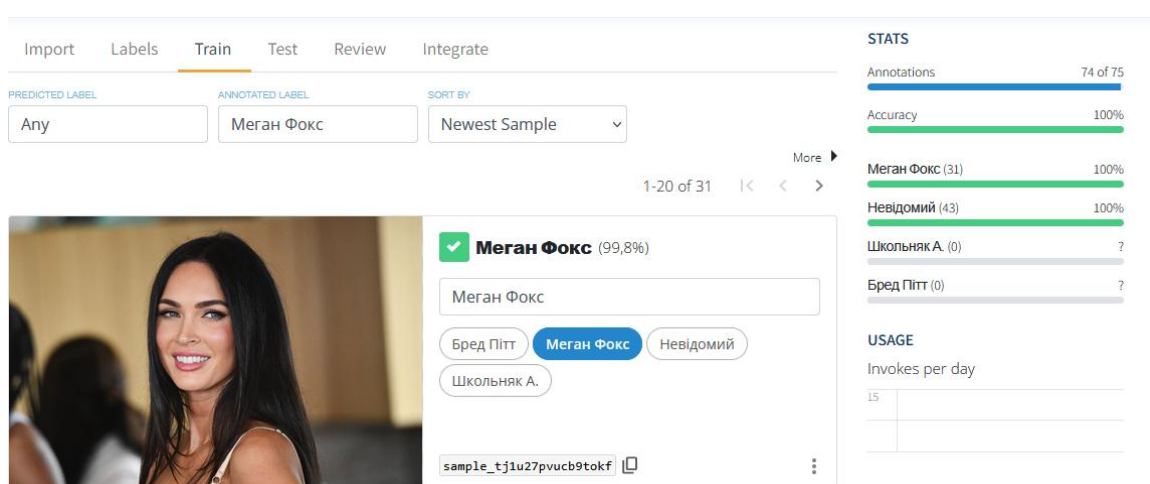 Import Labels Train Test Review Integrate
PREDICTED LABEL ANNOTATED LABEL SORT BY
Any Меган Фокс Newest Sample
More
1-20 of 31
Меган Фокс (99,8%)
Меган Фокс
Бред Пітт Меган Фокс Невідомий
Школьняк А.
sample_tj1u27pvucb9tokf
STATS
Annotations 74 of 75
Accuracy 100%
Меган Фокс (31) 100%
Невідомий (43) 100%
Школьняк А. (0) ?
Бред Пітт (0) ?
USAGE
Invokes per day
15